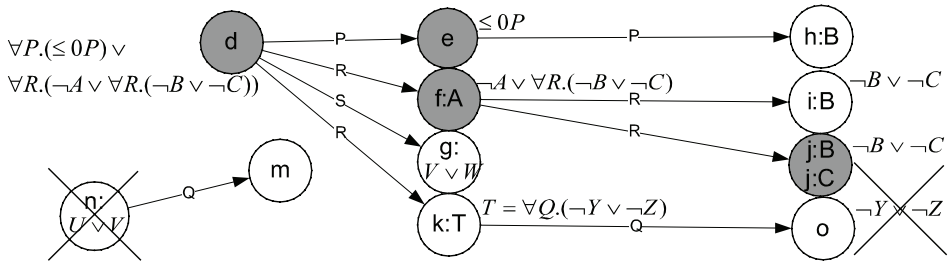 d
P
e
≤ 0P
P
h:B
∀P.(≤ 0P) ∨
∀R.(¬A ∨ ∀R.(¬B ∨ ¬C))
R
f:A
¬A ∨ ∀R.(¬B ∨ ¬C)
R
i:B
¬B ∨ ¬C
S
R
R
g:
V ∨ W
j:B
j:C
¬B ∨ ¬C
m
Q
n:
U ∨ V
k:T
T = ∀Q.(¬Y ∨ ¬Z)
Q
o
¬Y ∨ ¬Z